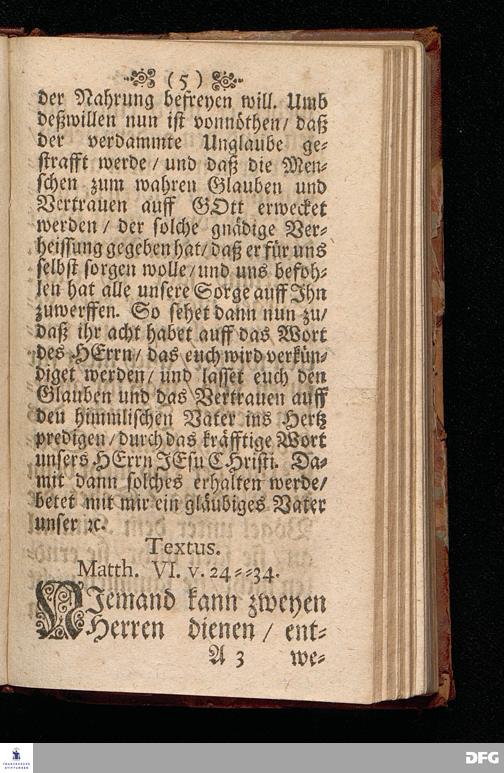 (5)
der Nahrung befreyen will. Umb
deßwillen nun ist vonnöthen/ daß
der verdammte Unglaube ge-
strafft werde/ und daß die Men-
schen zum wahren Glauben und
Vertrauen auff GOtt erwecket
werden/ der solche gnädige Ver-
heissung gegeben hat/ daß er für uns
selbst sorgen wolle/ und uns befoh-
len hat alle unsere Sorge auff Ihn
zuwerffen. So sehet dann nun zu/
daß ihr acht habet auff das Wort
des HErrn/ das euch wird verkün-
diget werden/ und lasset euch den
Glauben und das Vertrauen auff
den himmlischen Vater ins Hertz
predigen/ durch das kräfftige Wort
unsers HErrn JEsu CHristi. Da-
mit dann solches erhalten werde/
betet mit mir ein gläubiges Vater
unser ꝛc.
Textus.
Matth. VI. v. 24--34.
NJemand kann zweyen
Herren dienen/ ent-
A 3 we-
FRANCKESCHE
STIFTUNGEN
DFG